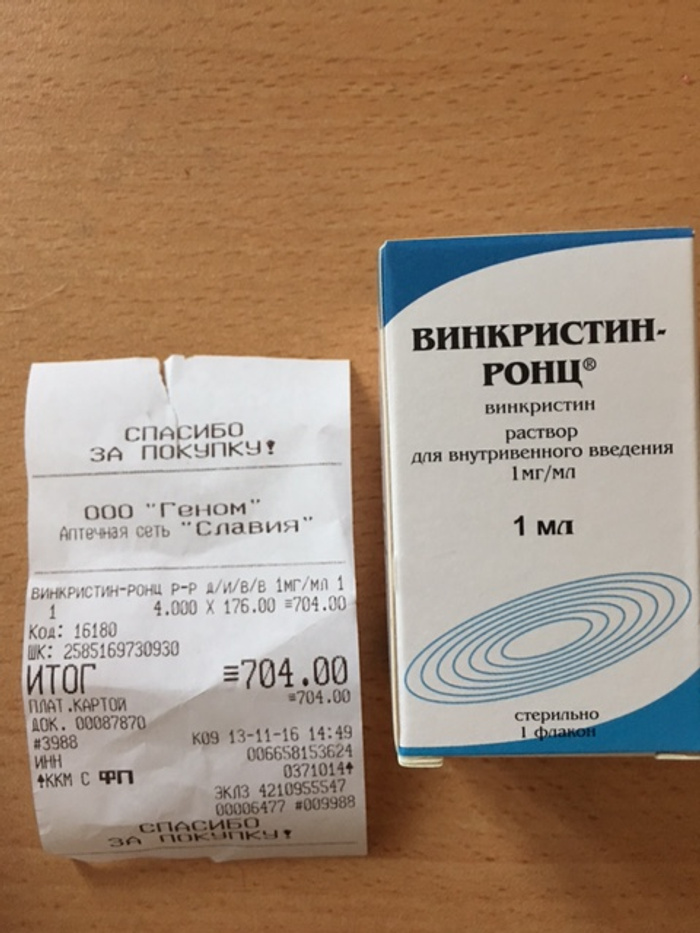 СПАСИБО
ЗА ПОКУПКУ!
ООО "Геном"
Аптечная сеть "Славия"
ВИНКРИСТИН-РОНЦ Р-Р Д/И/В/В 1МГ/МЛ 1
1 4.000 X 176.00 ≡704.00
Код: 16180
ШК: 2585169730930
ИТОГ ≡704.00
ПЛАТ.КАРТОЙ ≡704.00
ДОК. 00087870
#3988 К09 13-11-16 14:49
ИНН 006658153624
ККМ С ФП 0371014
ЭКЛЗ 4210955547
00006477 #009988
СПАСИБО
ЗА ПОКУПКУ!
ВИНКРИСТИН-
РОНЦ®
винкристин
раствор
для внутривенного введения
1мг/мл
1 мл
стерильно
1 флакон